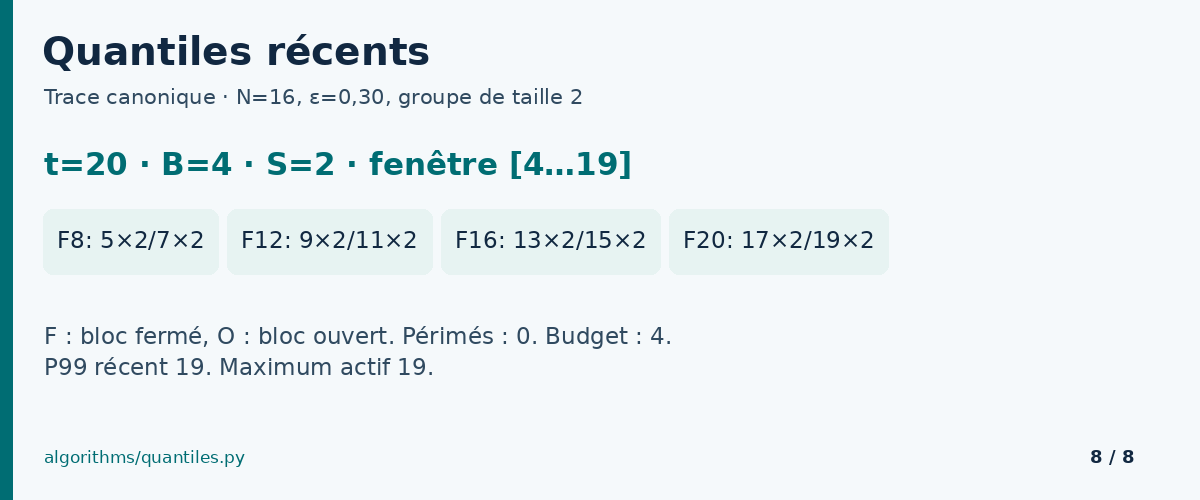 Quantiles récents
Trace canonique · N=16, ε=0,30, groupe de taille 2
t=20 · B=4 · S=2 · fenêtre [4…19]
F8: 5×2/7×2 F12: 9×2/11×2 F16: 13×2/15×2 F20: 17×2/19×2
F : bloc fermé, O : bloc ouvert. Périmés : 0. Budget : 4.
P99 récent 19. Maximum actif 19.
algorithms/quantiles.py 8 / 8